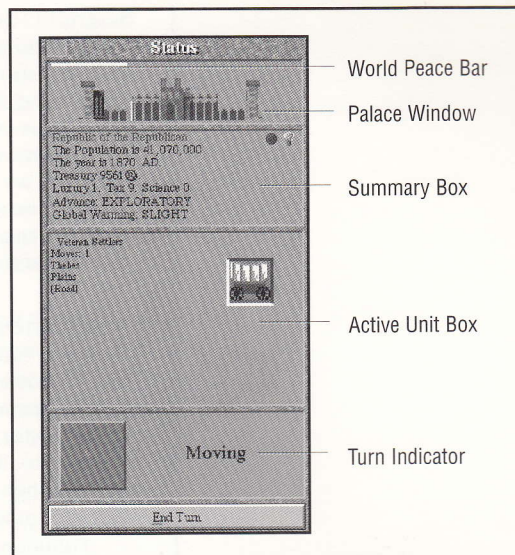 Status
World Peace Bar
Palace Window
Republic of the Republican
The Population is 41,070,000
The year is 1870 AD.
Treasury 9561
Luxury 1. Tax 9. Science 0
Advance: EXPLORATORY
Global Warming: SLIGHT
Summary Box
Veteran Settlers
Moves: 1
Thebes
Plains
(Road)
Active Unit Box
Moving
Turn Indicator
End Turn